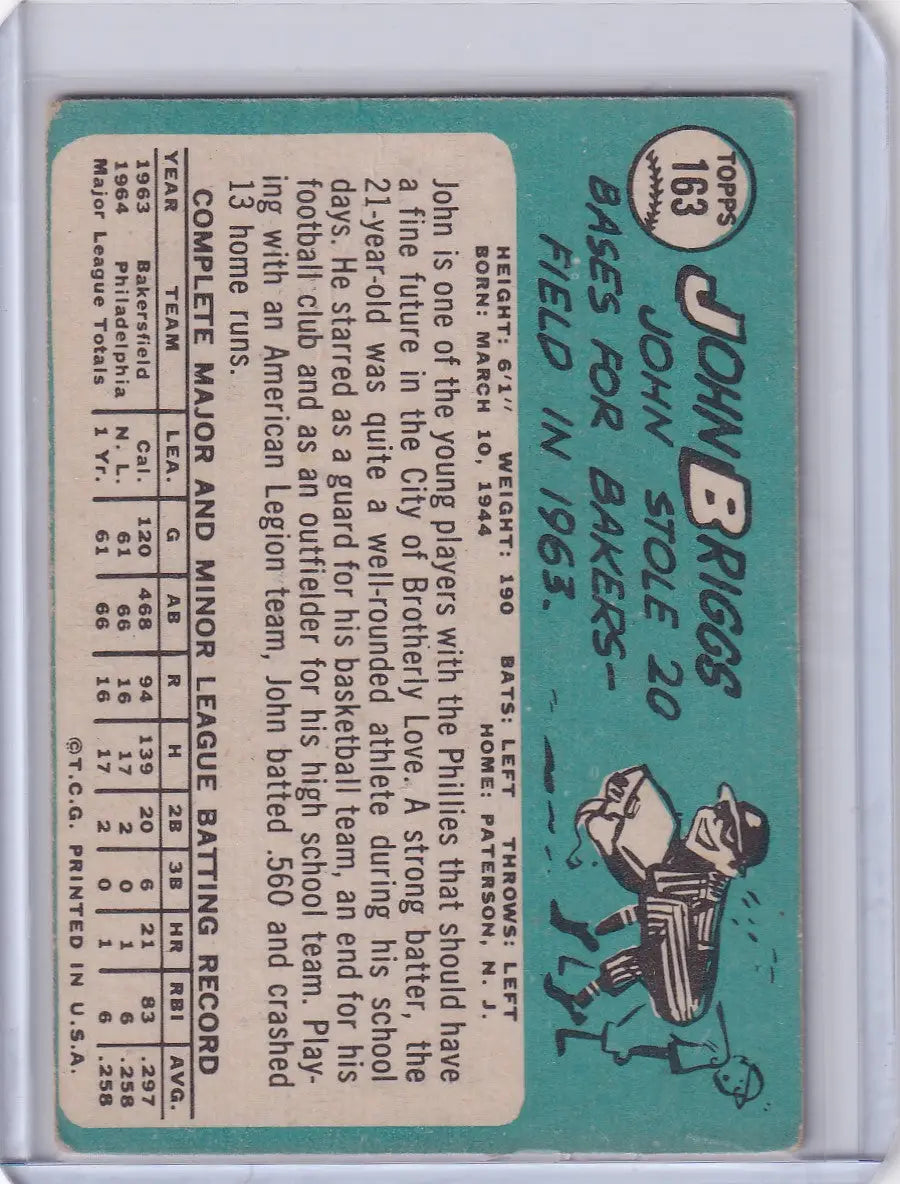 TOPPS
163
JOHN BRIGGS
JOHN STOLE 20
BASES FOR BAKERS-
FIELD IN 1963.
HEIGHT: 6'1" WEIGHT: 190 BATS: LEFT THROWS: LEFT
BORN: MARCH 10, 1944 HOME: PATERSON, N. J.
John is one of the young players with the Phillies that should have
a fine future in the City of Brotherly Love. A strong batter, the
21-year-old was quite a well-rounded athlete during his school
days. He starred as a guard for his basketball team, an end for his
football club and as an outfielder for his high school team. Play-
ing with an American Legion team, John batted .560 and crashed
13 home runs.
COMPLETE MAJOR AND MINOR LEAGUE BATTING RECORD
YEAR TEAM LEA. G AB R H 2B 3B HR RBI AVG.
1963 Bakersfield Cal. 120 468 94 139 20 6 21 83 .297
1964 Philadelphia N. L. 61 66 16 17 2 0 1 6 .258
Major League Totals 1 Yr. 61 66 16 17 2 0 1 6 .258
©T.C.G. PRINTED IN U.S.A.